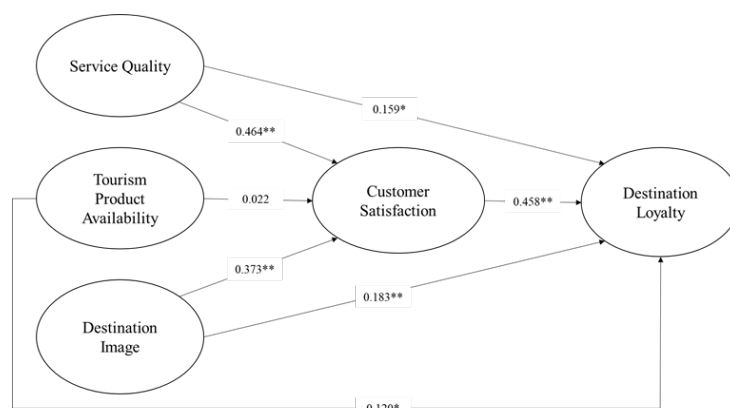 Service Quality
0.159*
0.464**
Tourism
Product
Availability
0.022
Customer
Satisfaction
0.458**
Destination
Loyalty
0.373**
0.183**
Destination
Image